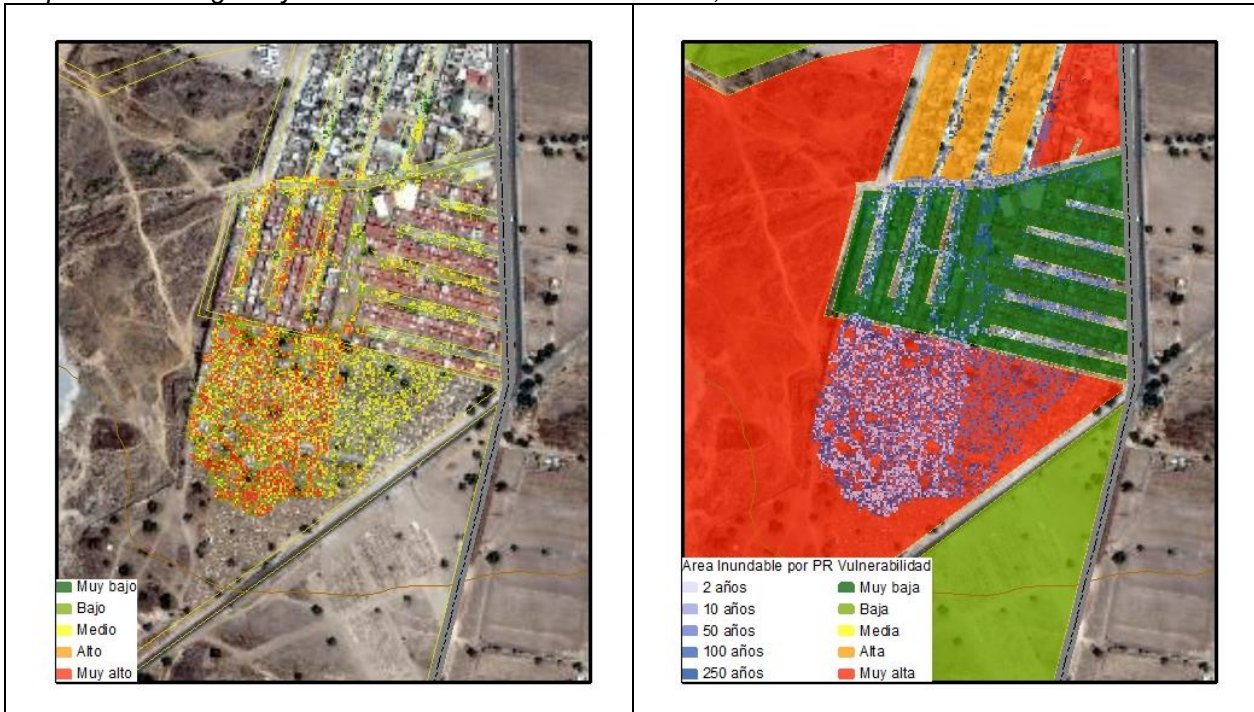 Muy bajo
Bajo
Medio
Alto
Muy alto
Area Inundable por PR Vulnerabilidad
2 años Muy baja
10 años Baja
50 años Media
100 años Alta
250 años Muy alta